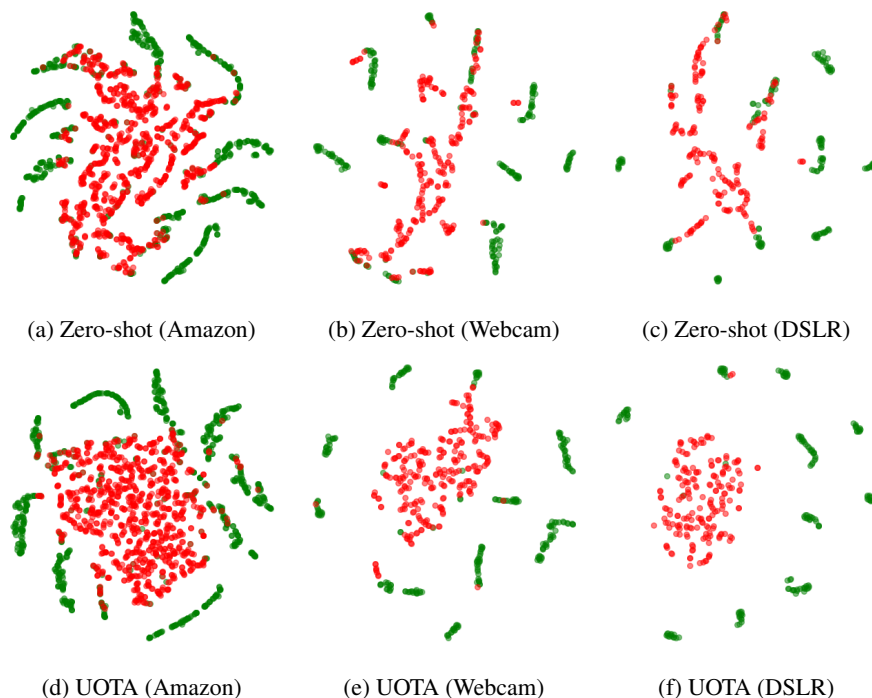 (a) Zero-shot (Amazon)
(b) Zero-shot (Webcam)
(c) Zero-shot (DSLR)
(d) UOTA (Amazon)
(e) UOTA (Webcam)
(f) UOTA (DSLR)